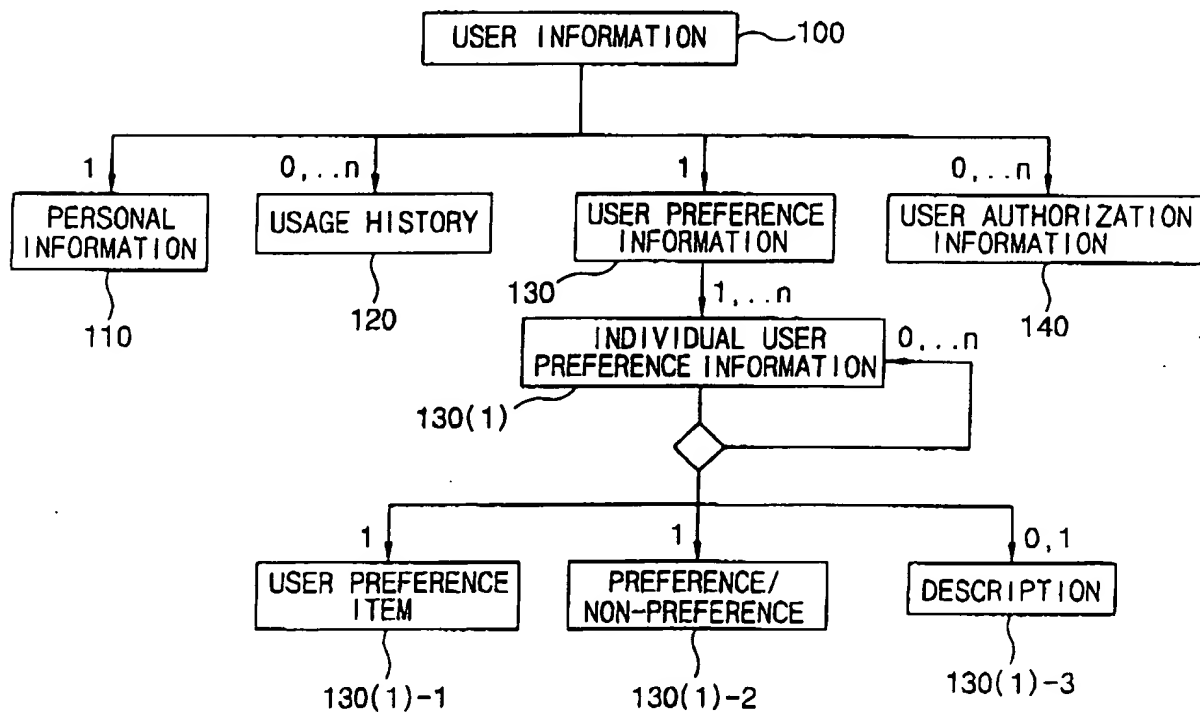 USER INFORMATION
100
1
0,..n
1
0,..n
PERSONAL
INFORMATION
USAGE HISTORY
USER PREFERENCE
INFORMATION
USER AUTHORIZATION
INFORMATION
110
120
130
1,..n
140
INDIVIDUAL USER
PREFERENCE INFORMATION
0,...n
130(1)
1
1
0,1
USER PREFERENCE
ITEM
PREFERENCE/
NON-PREFERENCE
DESCRIPTION
130(1)-1
130(1)-2
130(1)-3